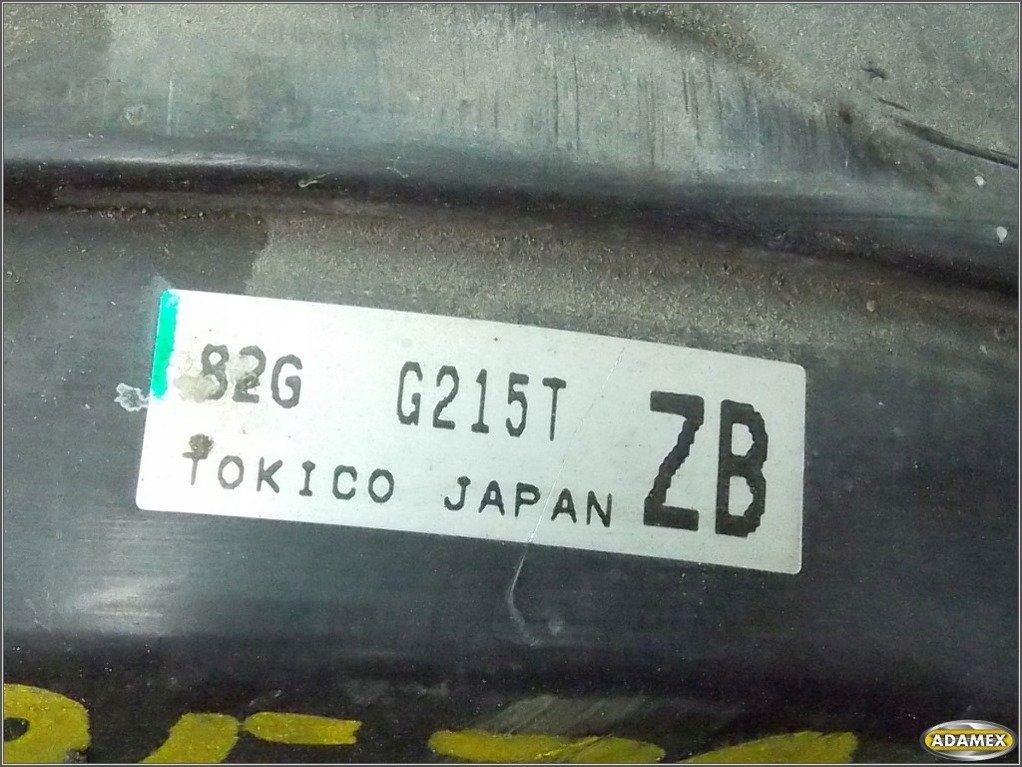 82G G215T ZB
TOKICO JAPAN
ADAMEX